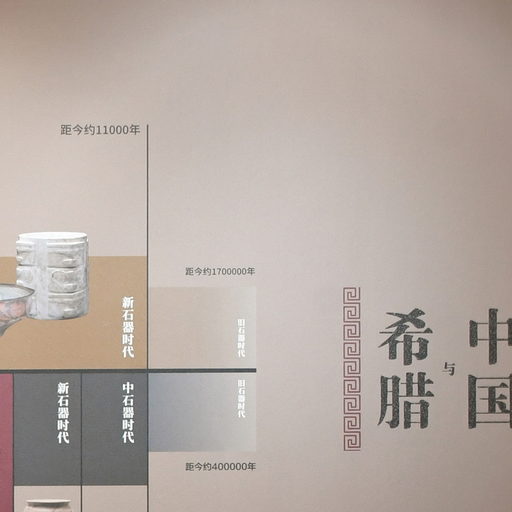 中国
与
希腊
距今约11000年
距今约1700000年
旧石器时代
新石器时代
旧石器时代
中石器时代
新石器时代
距今约400000年